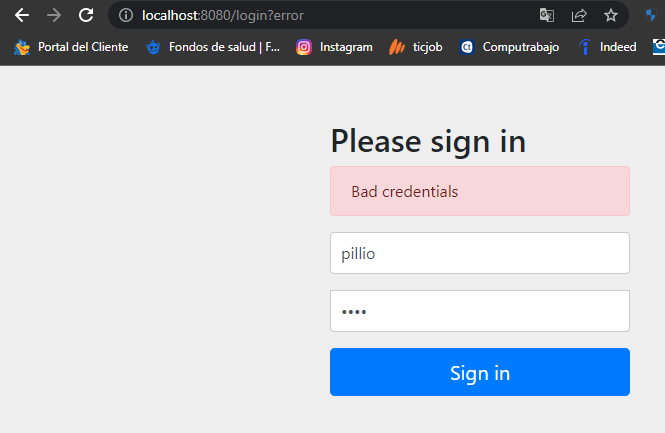 localhost:8080/login?error
Portal del Cliente Fondos de salud | F... Instagram ticjob Computrabajo Indeed
Please sign in
Bad credentials
pillio
••••
Sign in